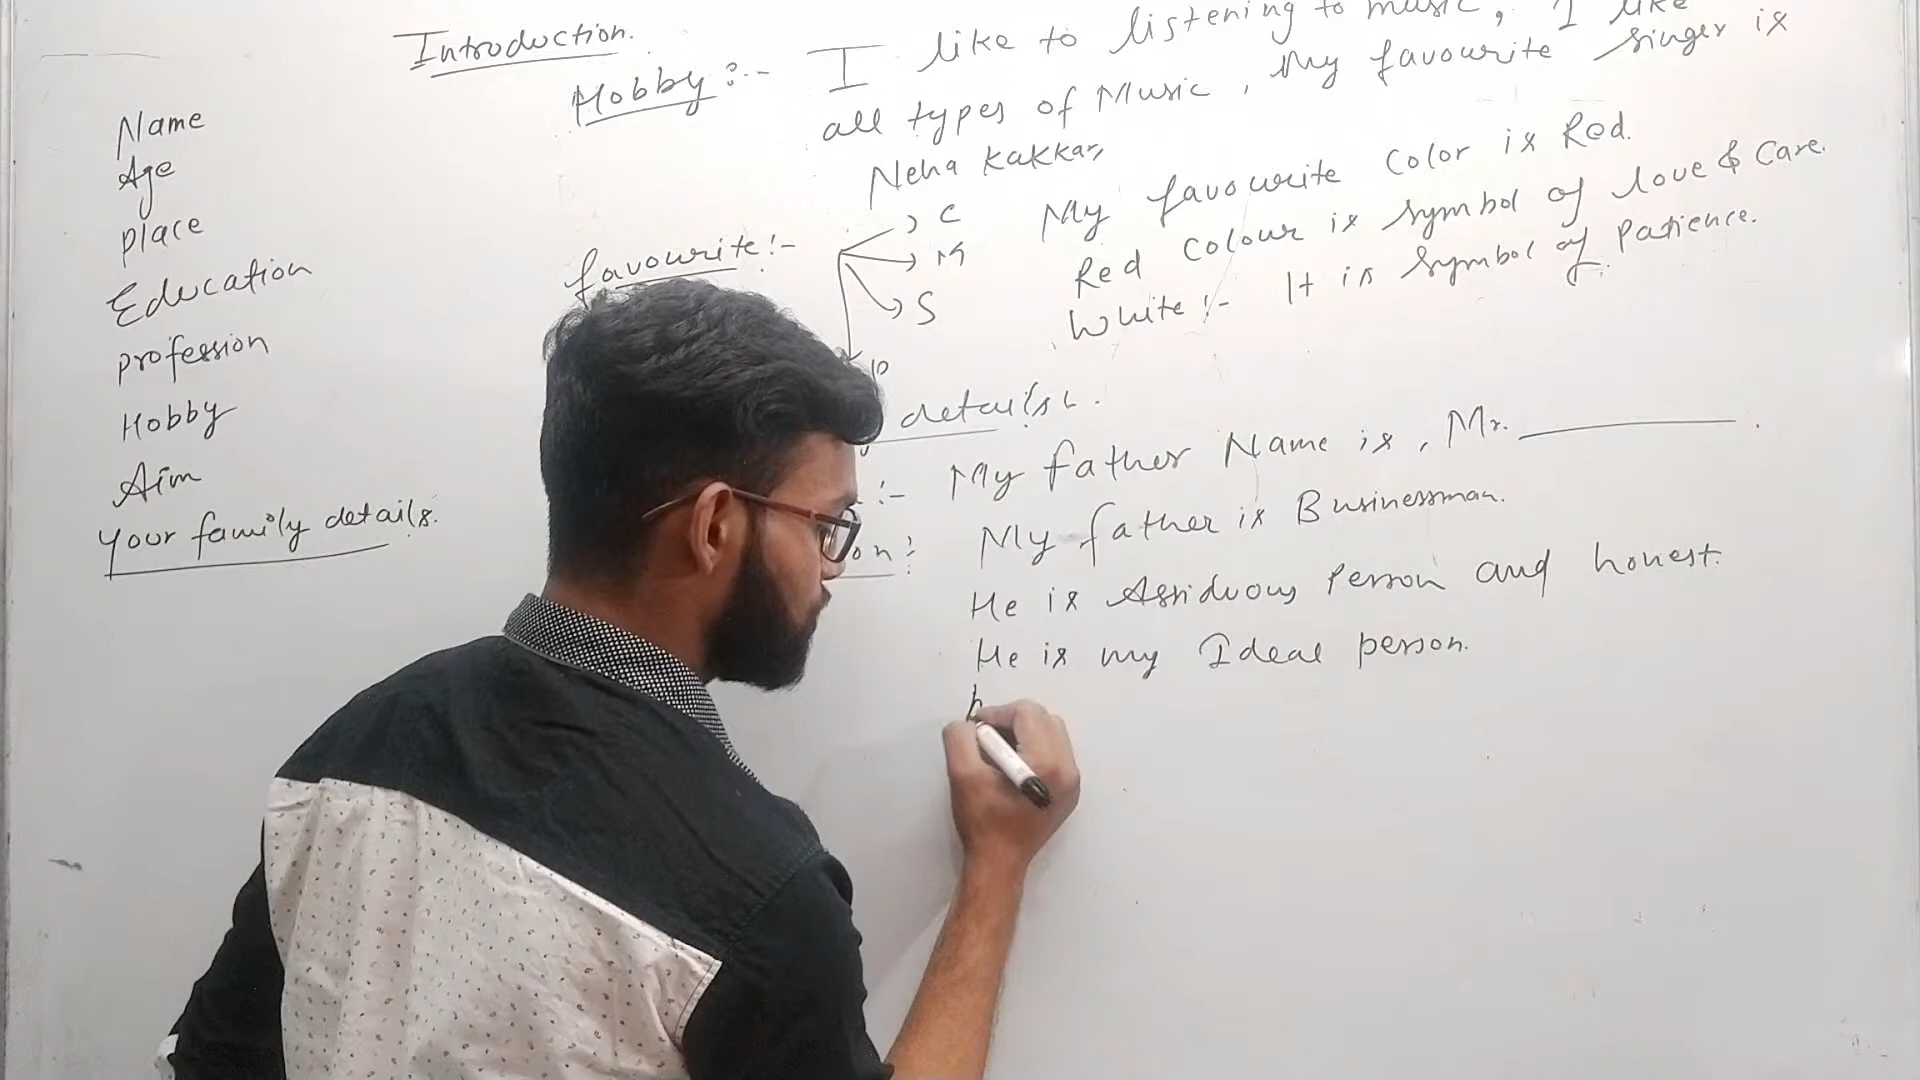 Introduction.
Name
Age
place
Education
profession
Hobby
Aim
Your family details.
Hobby :- I like to listening to music, I like
all types of Music, My favourite singer is
Neha Kakkar,
favourite :-
C
M
S
P
My favourite Color is Red.
Red Colour is symbol of love & Care.
White :- It is symbol of Patience.
details.
:- My father Name is, Mr.
on : My father is Businessman.
He is Assiduous Person and honest.
He is my Ideal person.